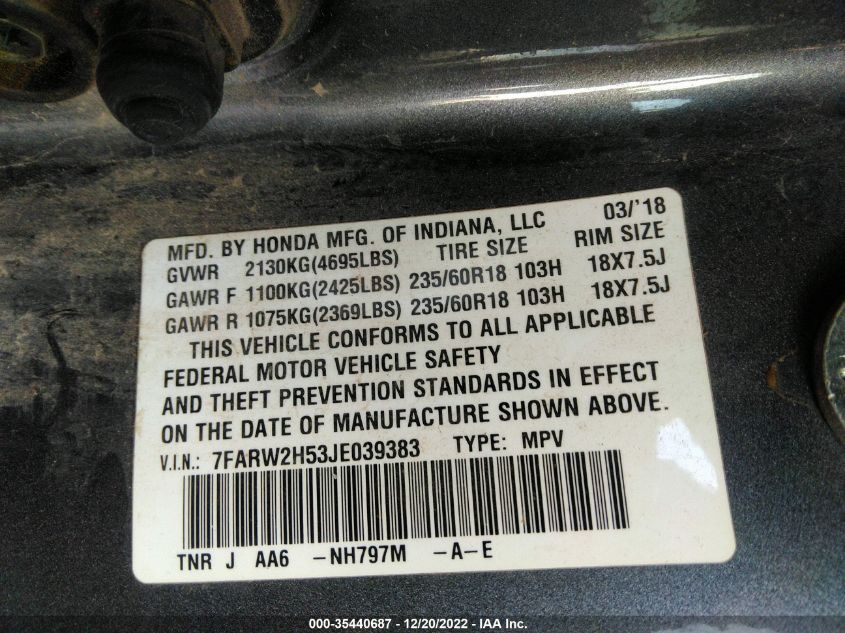 MFD. BY HONDA MFG. OF INDIANA, LLC 03/'18
GVWR 2130KG(4695LBS) TIRE SIZE RIM SIZE
GAWR F 1100KG(2425LBS) 235/60R18 103H 18X7.5J
GAWR R 1075KG(2369LBS) 235/60R18 103H 18X7.5J
THIS VEHICLE CONFORMS TO ALL APPLICABLE
FEDERAL MOTOR VEHICLE SAFETY
AND THEFT PREVENTION STANDARDS IN EFFECT
ON THE DATE OF MANUFACTURE SHOWN ABOVE.
V.I.N.: 7FARW2H53JE039383 TYPE: MPV
TNR J AA6 -NH797M -A-E
000-35440687 - 12/20/2022 - IAA Inc.